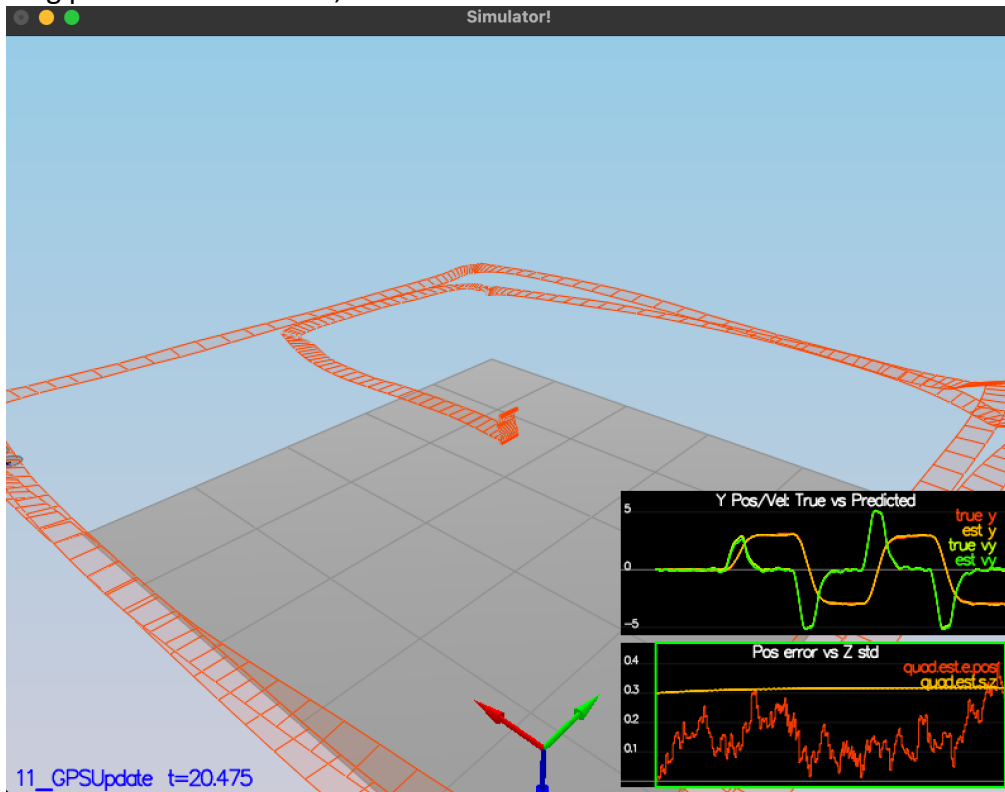 Simulator!
Y Pos/Vel: True vs Predicted
5
true y
est y
true vy
est vy
0
-5
Pos error vs Z std
0.4
quad.est.e.pos
quad.est.s.z
0.3
0.2
0.1
11_GPSUpdate t=20.475